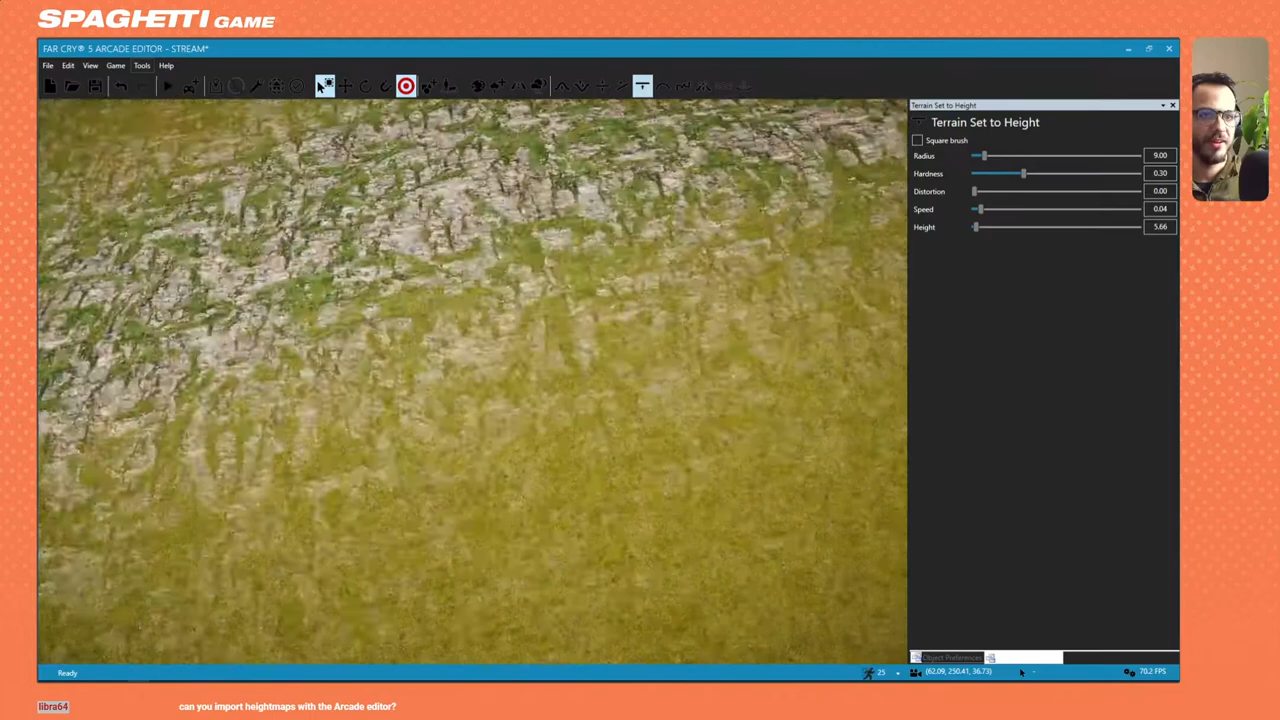 SPAGHETTI GAME
FAR CRY® 5 ARCADE EDITOR - STREAM*
File Edit View Game Tools Help
Terrain Set to Height
Terrain Set to Height
Square brush
Radius 9.00
Hardness 0.30
Distortion 0.00
Speed 0.04
Height 5.66
Object Preferences
Ready
25
(62.09, 250.41, 36.73)
70.2 FPS
libra64
can you import heightmaps with the Arcade editor?